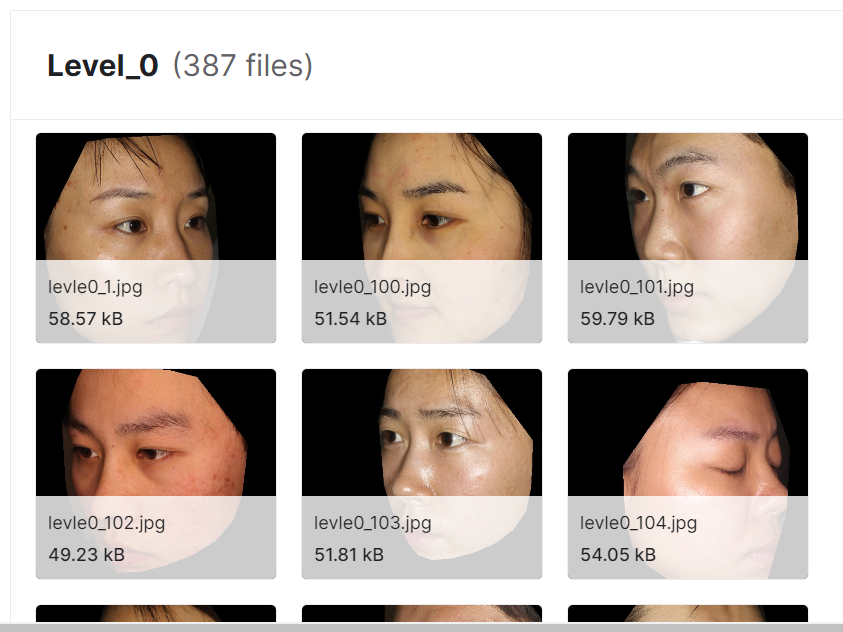 Level_0 (387 files)
levle0_1.jpg
58.57 kB
levle0_100.jpg
51.54 kB
levle0_101.jpg
59.79 kB
levle0_102.jpg
49.23 kB
levle0_103.jpg
51.81 kB
levle0_104.jpg
54.05 kB